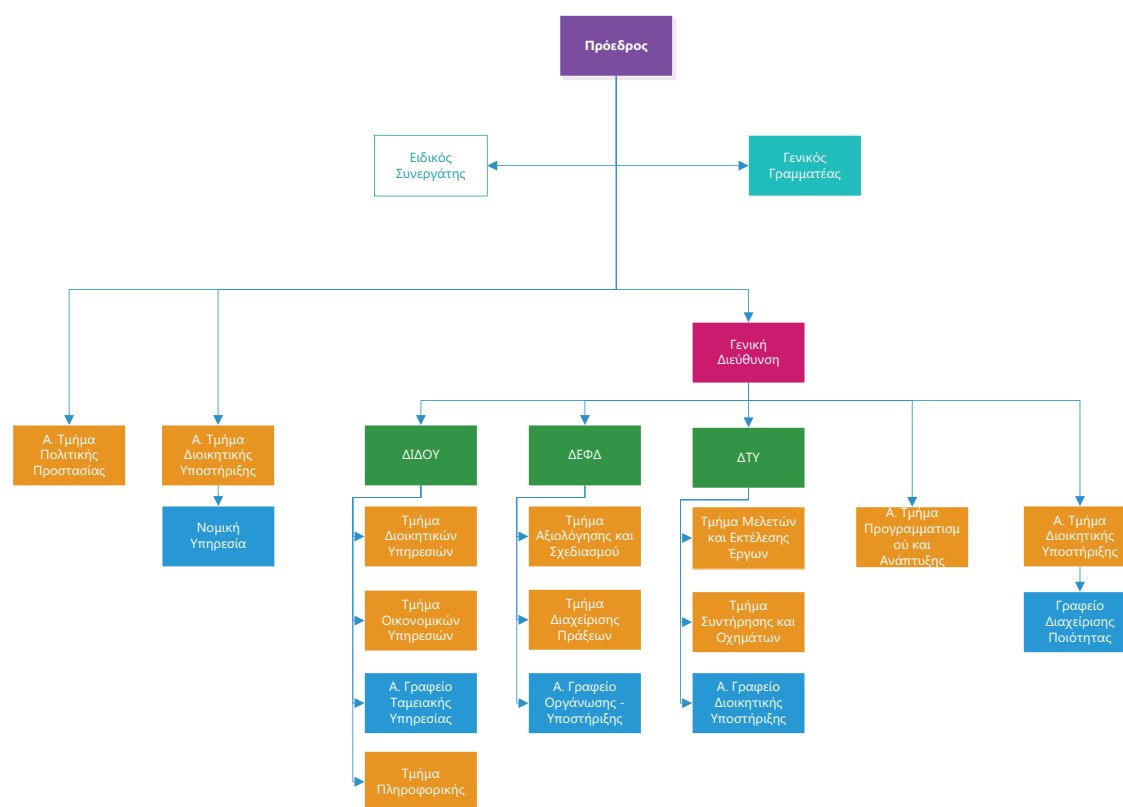 Πρόεδρος
Ειδικός
Συνεργάτης
Γενικός
Γραμματέας
Γενική
Διεύθυνση
Α. Τμήμα
Πολιτικής
Προστασίας
Α. Τμήμα
Διοικητικής
Υποστήριξης
ΔΙΔΟΥ
ΔΕΦΔ
ΔΤΥ
Νομική
Υπηρεσία
Τμήμα
Διοικητικών
Υπηρεσιών
Τμήμα
Αξιολόγησης και
Σχεδιασμού
Τμήμα Μελετών
και Εκτέλεσης
Έργων
Α. Τμήμα
Προγραμματισμ
ού και
Ανάπτυξης
Α. Τμήμα
Διοικητικής
Υποστήριξης
Τμήμα
Οικονομικών
Υπηρεσιών
Τμήμα
Διαχείρισης
Πράξεων
Τμήμα
Συντήρησης και
Οχημάτων
Γραφείο
Διαχείρισης
Ποιότητας
Α. Γραφείο
Ταμειακής
Υπηρεσίας
Α. Γραφείο
Οργάνωσης -
Υποστήριξης
Α. Γραφείο
Διοικητικής
Υποστήριξης
Τμήμα
Πληροφορικής